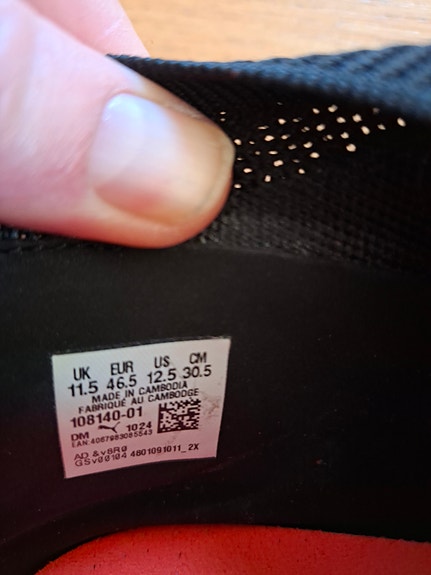 UK EUR US CM
11.5 46.5 12.5 30.5
MADE IN CAMBODIA
FABRIQUÉ AU CAMBODGE
108140-01
DM 1024
EAN:4067983085543
AD &v8R0
GSv00104 4801091011_2X